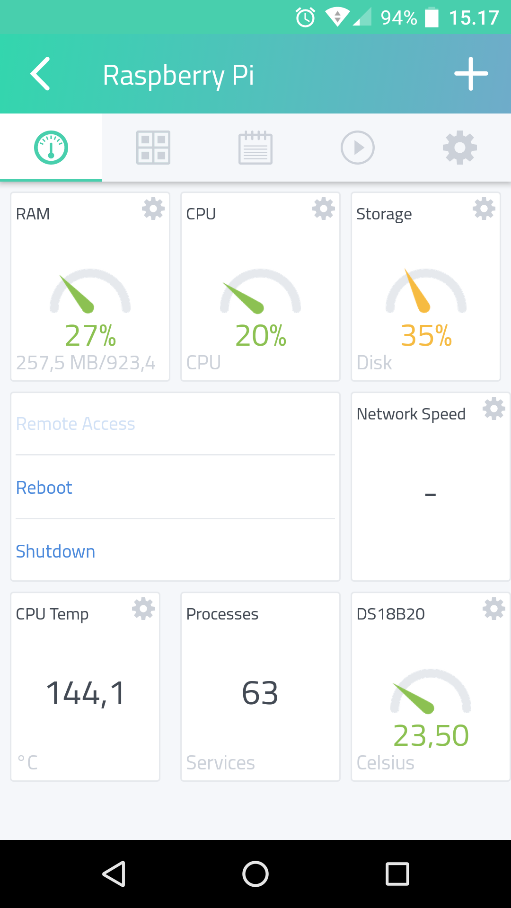 94% 15.17
Raspberry Pi
RAM
27%
257,5 MB/923,4
CPU
20%
CPU
Storage
35%
Disk
Remote Access
Reboot
Shutdown
Network Speed
-
CPU Temp
144,1
°C
Processes
63
Services
DS18B20
23,50
Celsius